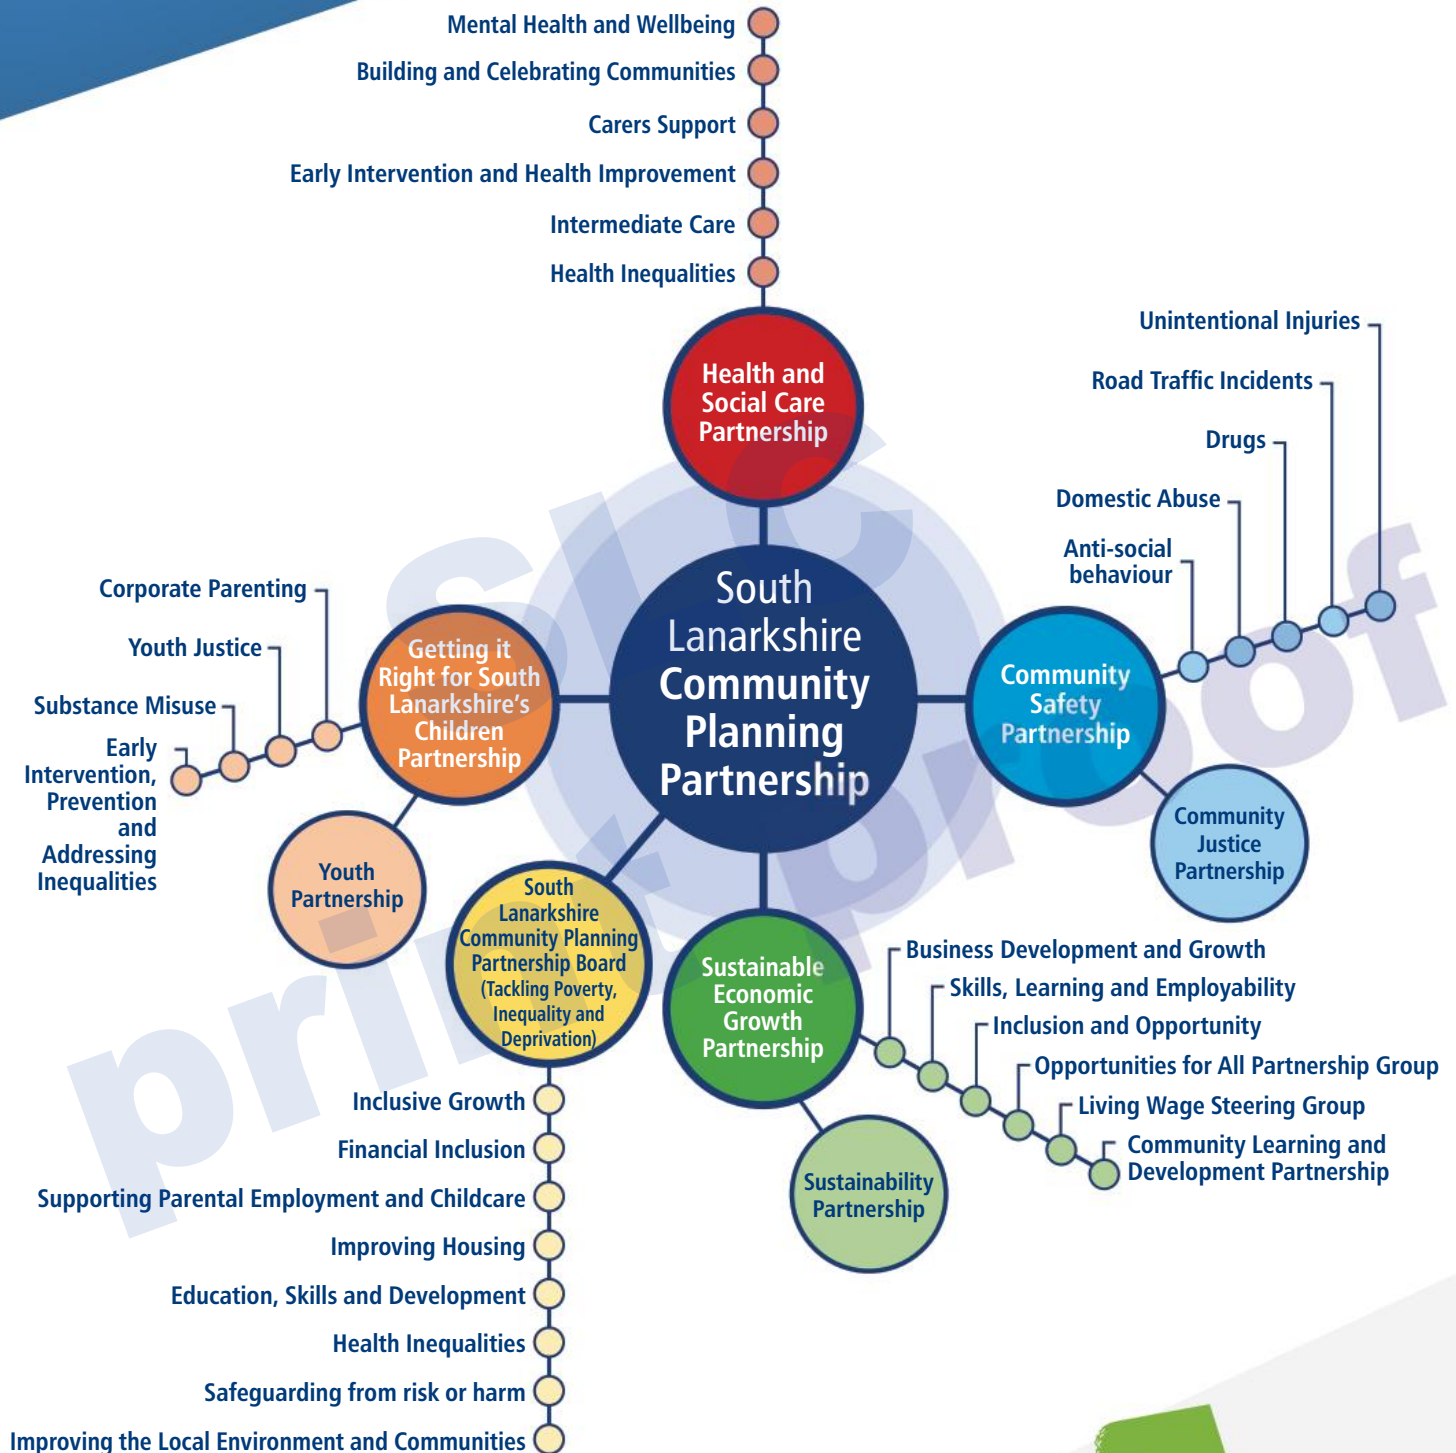 Mental Health and Wellbeing
Building and Celebrating Communities
Carers Support
Early Intervention and Health Improvement
Intermediate Care
Health Inequalities
Health and
Social Care
Partnership
Unintentional Injuries
Road Traffic Incidents
Drugs
Domestic Abuse
Anti-social
behaviour
South
Lanarkshire
Community
Planning
Partnership
Corporate Parenting
Youth Justice
Substance Misuse
Early
Intervention,
Prevention
and
Addressing
Inequalities
Getting it
Right for South
Lanarkshire's
Children
Partnership
Community
Safety
Partnership
Community
Justice
Partnership
Youth
Partnership
South
Lanarkshire
Community Planning
Partnership Board
(Tackling Poverty,
Inequality and
Deprivation)
Sustainable
Economic
Growth
Partnership
Business Development and Growth
Skills, Learning and Employability
Inclusion and Opportunity
Opportunities for All Partnership Group
Living Wage Steering Group
Community Learning and
Development Partnership
Sustainability
Partnership
Inclusive Growth
Financial Inclusion
Supporting Parental Employment and Childcare
Improving Housing
Education, Skills and Development
Health Inequalities
Safeguarding from risk or harm
Improving the Local Environment and Communities
slc
print proof